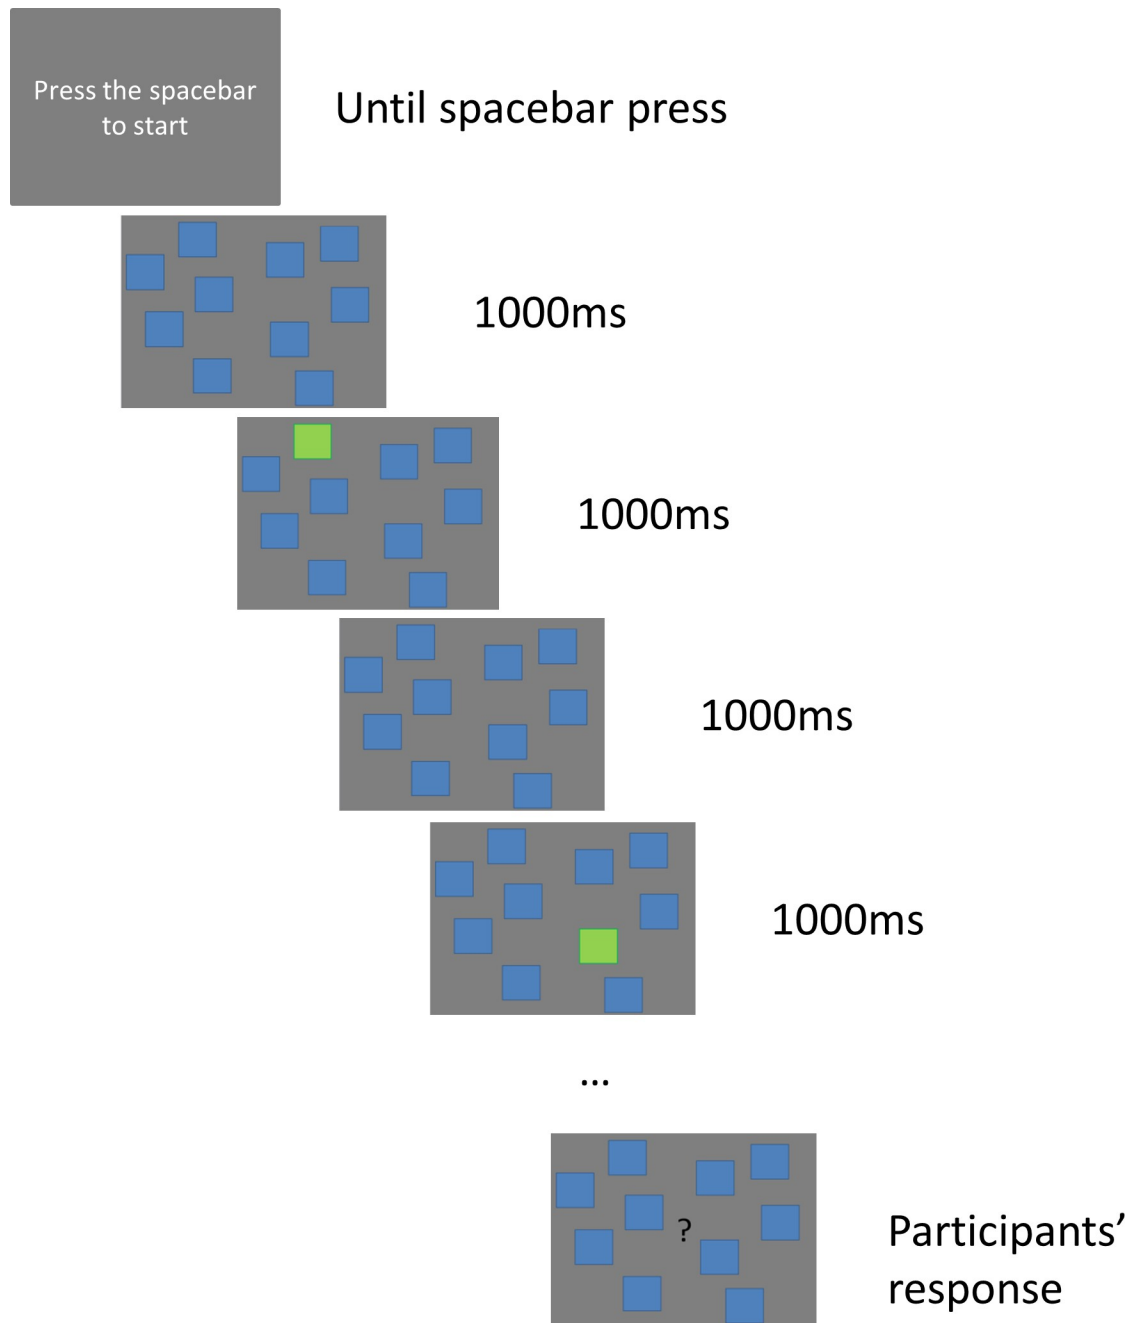 Press the spacebar
to start
Until spacebar press
1000ms
1000ms
1000ms
1000ms
...
?
Participants’
response